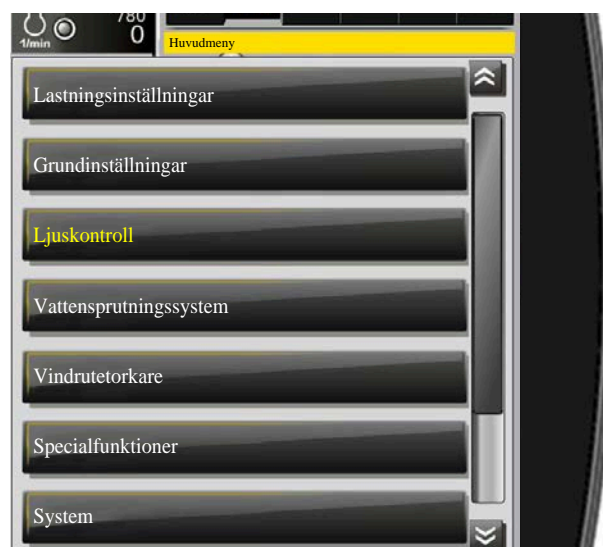 780
1/min
0
Huvudmeny
Lastningsinställningar
Grundinställningar
Ljuskontroll
Vattensprutningssystem
Vindrutetorkare
Specialfunktioner
System